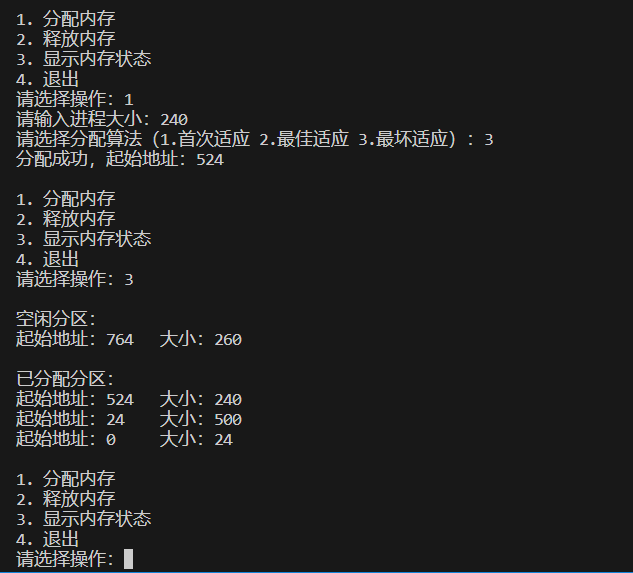 1. 分配内存
2. 释放内存
3. 显示内存状态
4. 退出
请选择操作：1
请输入进程大小：240
请选择分配算法（1.首次适应 2.最佳适应 3.最坏适应）：3
分配成功，起始地址：524
1. 分配内存
2. 释放内存
3. 显示内存状态
4. 退出
请选择操作：3
空闲分区：
起始地址：764 大小：260
已分配分区：
起始地址：524 大小：240
起始地址：24 大小：500
起始地址：0 大小：24
1. 分配内存
2. 释放内存
3. 显示内存状态
4. 退出
请选择操作：